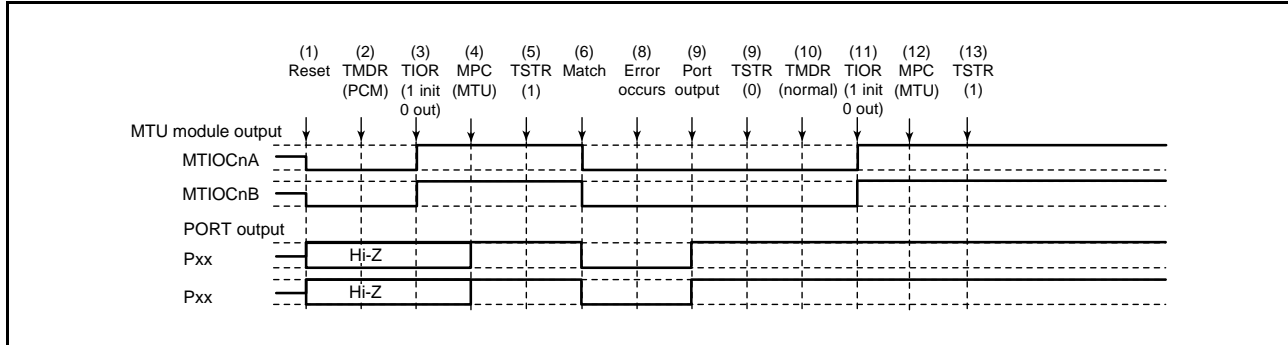 (1) (2) (3) (4) (5) (6) (8) (9) (9) (10) (11) (12) (13)
Reset TMDR TIOR MPC TSTR Match Error Port TSTR TMDR TIOR MPC TSTR
(PCM) (1 init (MTU) (1) occurs output (0) (normal) (1 init (MTU) (1)
0 out) 0 out)
MTU module output
MTIOCnA
MTIOCnB
PORT output
Pxx Hi-Z
Pxx Hi-Z